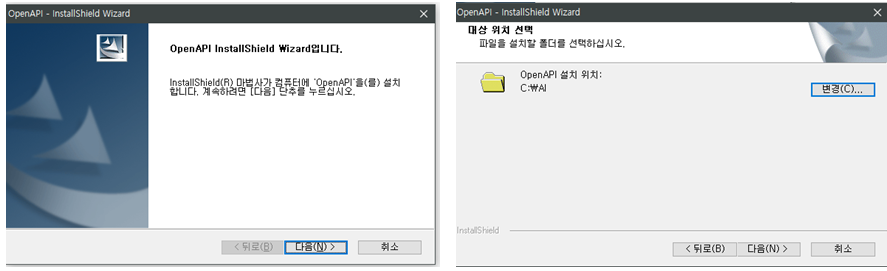 OpenAPI - InstallShield Wizard
OpenAPI InstallShield Wizard입니다.
InstallShield(R) 마법사가 컴퓨터에 'OpenAPI'을(를) 설치
합니다. 계속하려면 [다음] 단추를 누르십시오.
< 뒤로(B)
다음(N) >
취소
OpenAPI - InstallShield Wizard
대상 위치 선택
파일을 설치할 폴더를 선택하십시오.
OpenAPI 설치 위치:
C:₩AI
변경(C)...
InstallShield
< 뒤로(B)
다음(N) >
취소